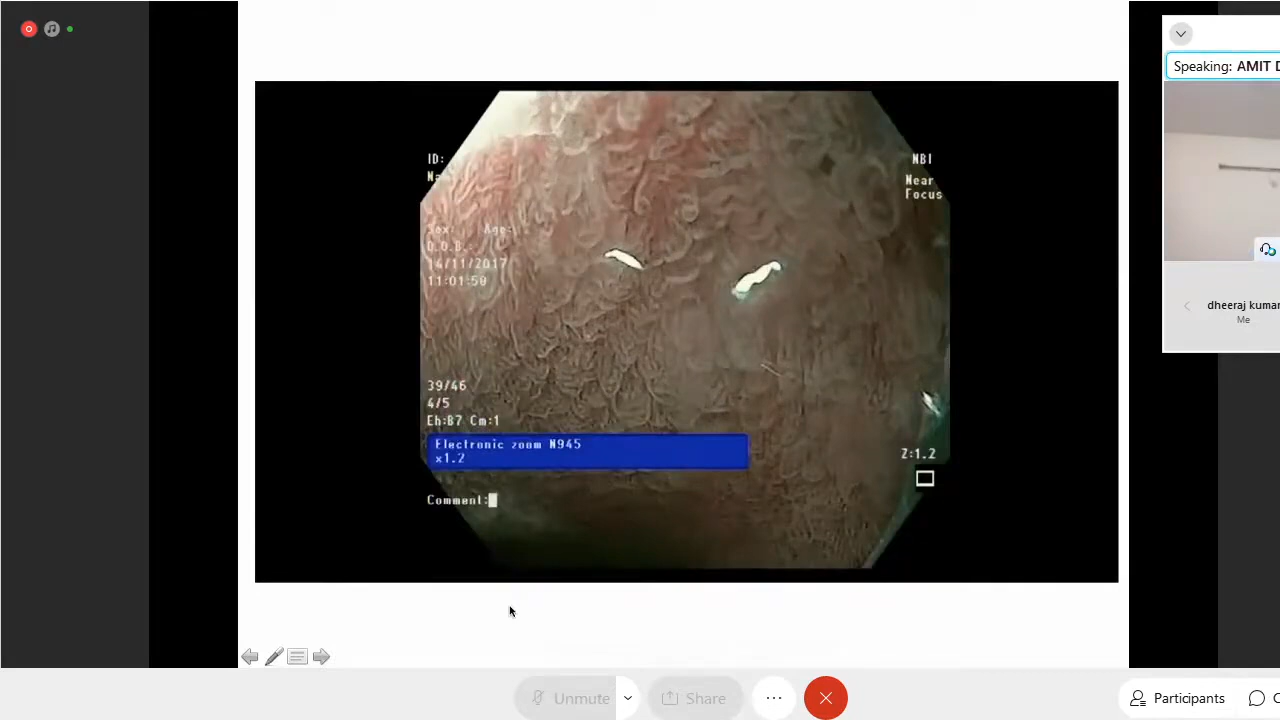 Speaking: AMIT D
ID:
NBI
Near
Focus
Sex: Age:
D.O.B.:
14/11/2017
11:01:50
dheeraj kumar
Me
39/46
4/5
Eh:B7 Cm:1
Electronic zoom N945
x1.2
Z:1.2
Comment:
Unmute
Share
Participants